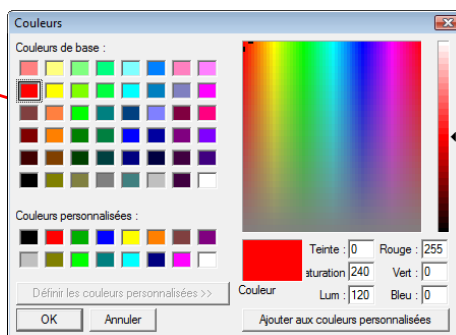 Couleurs
Couleurs de base :
Couleurs personnalisées :
Définir les couleurs personnalisées >>
OK
Annuler
Couleur
Teinte : 0
Rouge : 255
aturation 240
Vert : 0
Lum : 120
Bleu : 0
Ajouter aux couleurs personnalisées